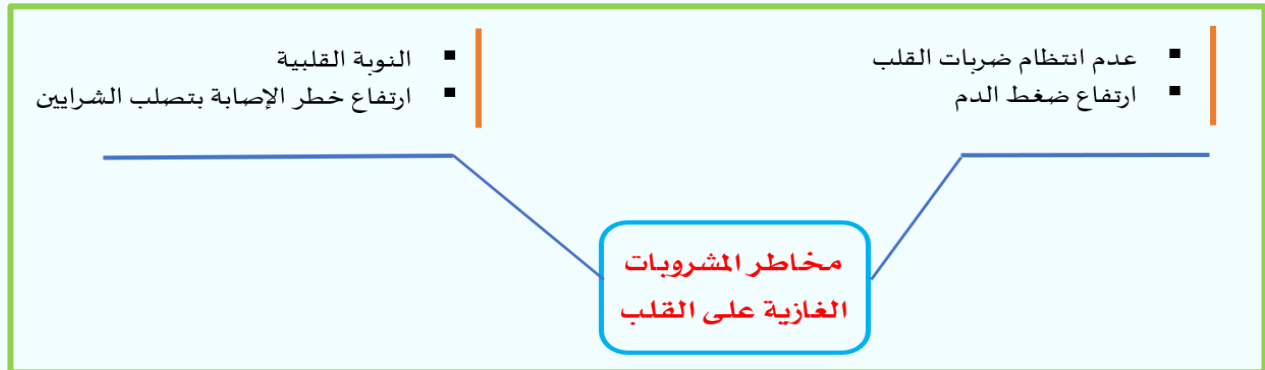 عدم انتظام ضربات القلب
ارتفاع ضغط الدم
النوبة القلبية
ارتفاع خطر الإصابة بتصلب الشرايين
مخاطر المشروبات
الغازية على القلب